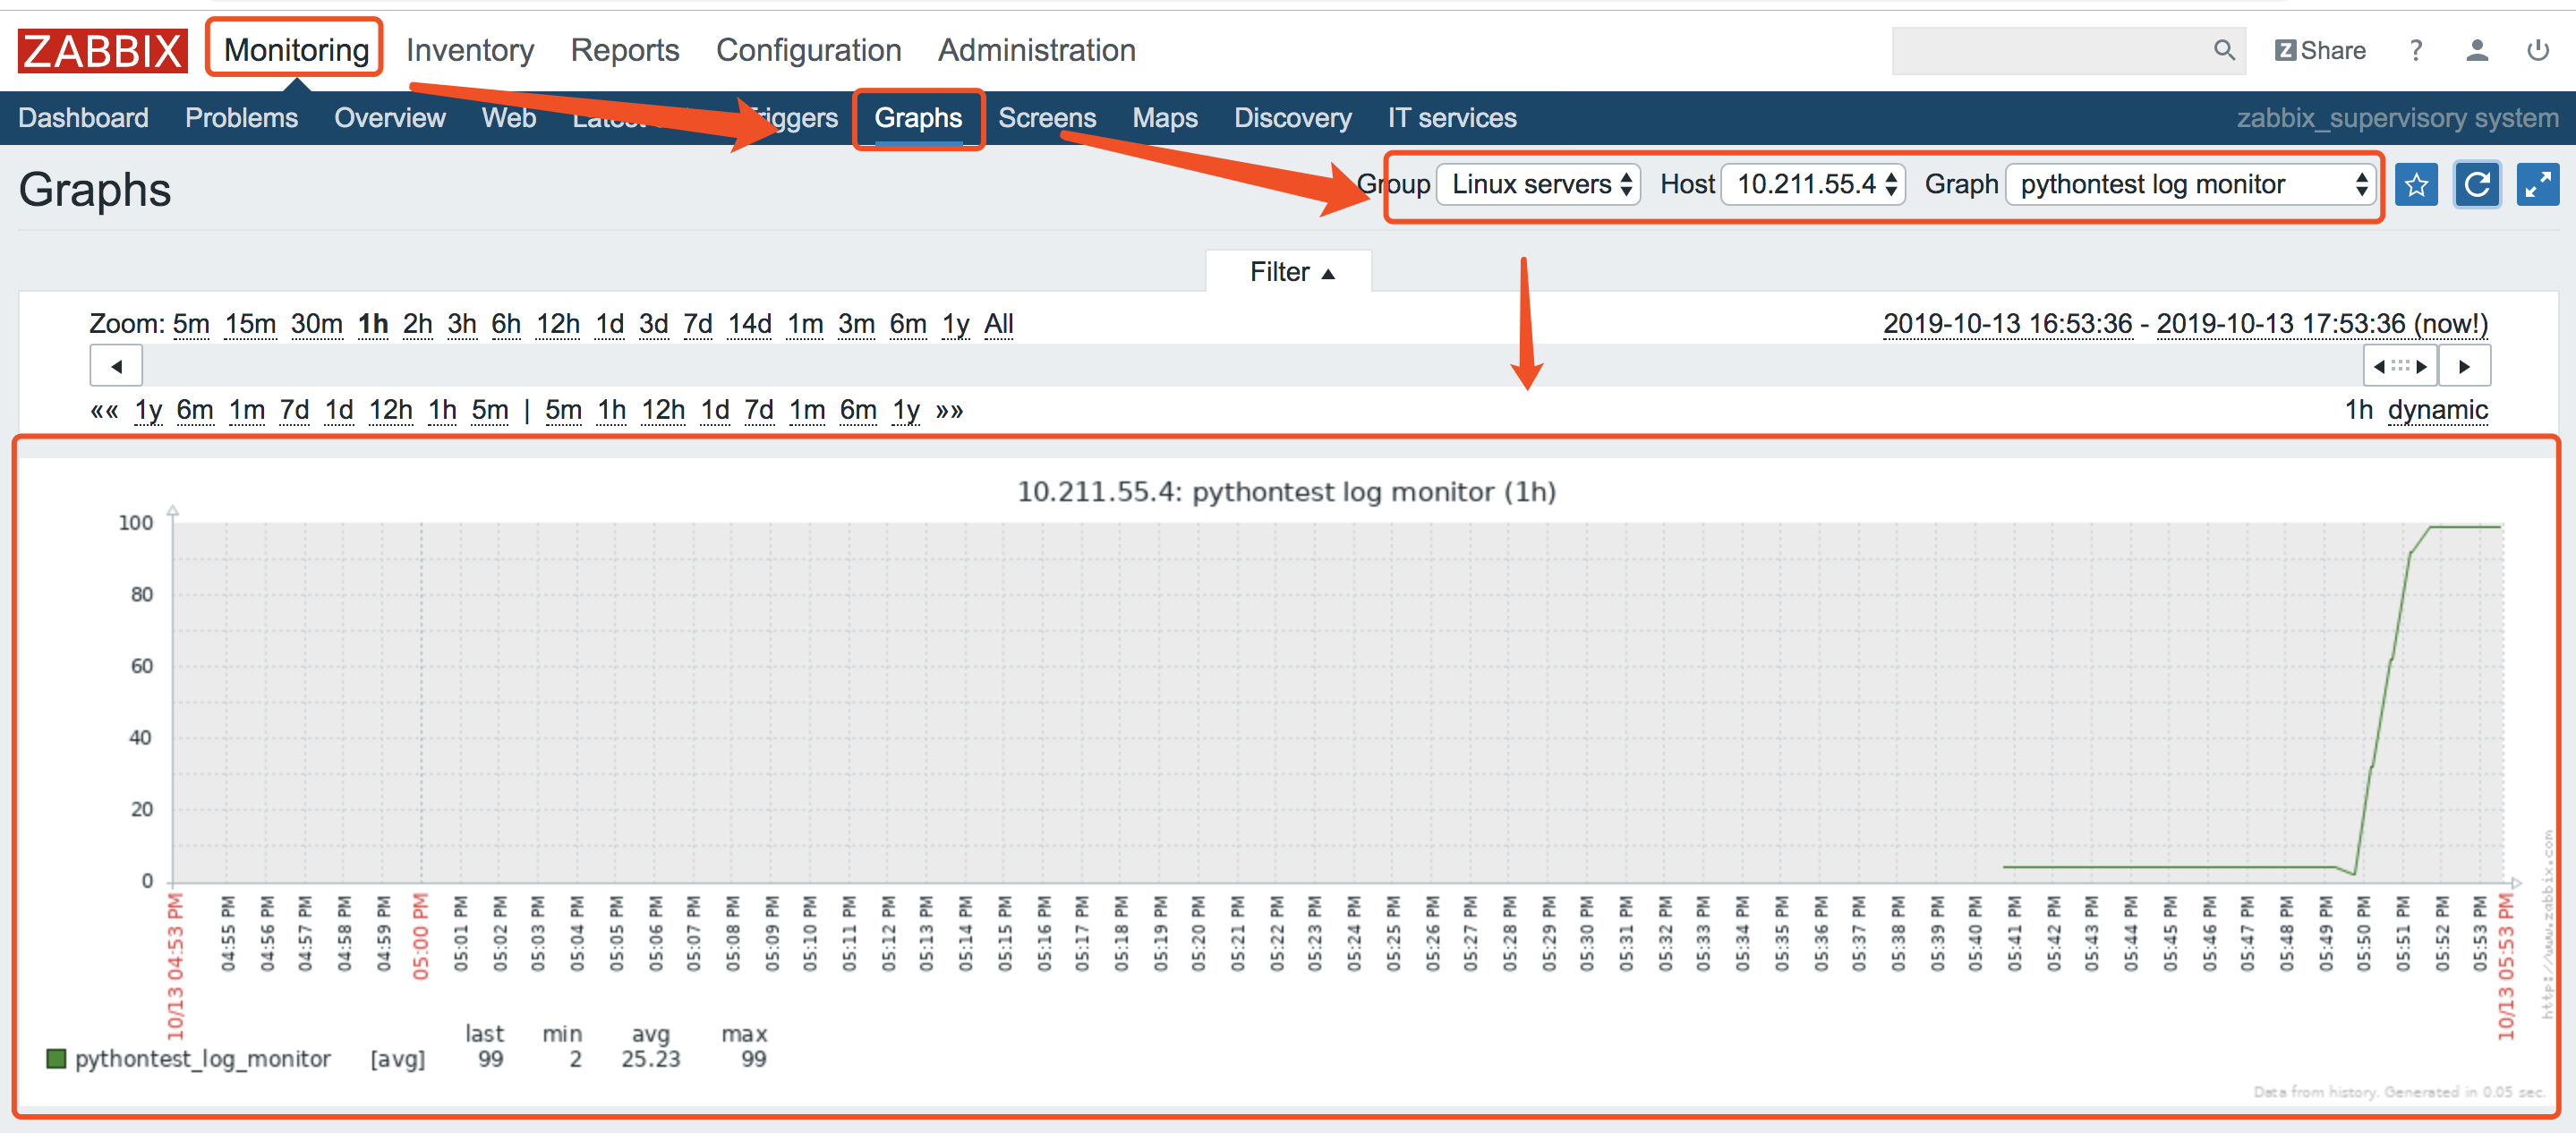 ZABBIX Monitoring Inventory Reports Configuration Administration Share ?
Dashboard Problems Overview Web Graphs Screens Maps Discovery IT services zabbix_supervisory system
Graphs Group Linux servers Host 10.211.55.4 Graph pythontest log monitor
Filter
Zoom: 5m 15m 30m 1h 2h 3h 6h 12h 1d 3d 7d 14d 1m 3m 6m 1y All 2019-10-13 16:53:36 - 2019-10-13 17:53:36 (now!)
«« 1y 6m 1m 7d 1d 12h 1h 5m | 5m 1h 12h 1d 7d 1m 6m 1y »» 1h dynamic
10.211.55.4: pythontest log monitor (1h)
100
80
60
40
20
0
10/13 04:53 PM
04:55 PM
04:56 PM
04:57 PM
04:58 PM
04:59 PM
05:00 PM
05:01 PM
05:02 PM
05:03 PM
05:04 PM
05:05 PM
05:06 PM
05:07 PM
05:08 PM
05:09 PM
05:10 PM
05:11 PM
05:12 PM
05:13 PM
05:14 PM
05:15 PM
05:16 PM
05:17 PM
05:18 PM
05:19 PM
05:20 PM
05:21 PM
05:22 PM
05:23 PM
05:24 PM
05:25 PM
05:26 PM
05:27 PM
05:28 PM
05:29 PM
05:30 PM
05:31 PM
05:32 PM
05:33 PM
05:34 PM
05:35 PM
05:36 PM
05:37 PM
05:38 PM
05:39 PM
05:40 PM
05:41 PM
05:42 PM
05:43 PM
05:44 PM
05:45 PM
05:46 PM
05:47 PM
05:48 PM
05:49 PM
05:50 PM
05:51 PM
05:52 PM
05:53 PM
10/13 05:53 PM
http://www.zabbix.com
last min avg max
pythontest_log_monitor [avg] 99 2 25.23 99
Data from history. Generated in 0.05 sec.